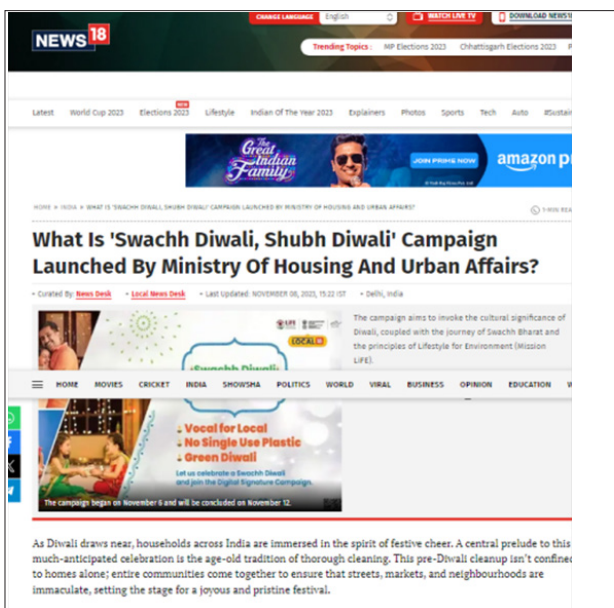 CHANGE LANGUAGE English WATCH LIVE TV DOWNLOAD NEWS18
NEWS 18
Trending Topics : MP Elections 2023 Chhattisgarh Elections 2023
Latest World Cup 2023 Elections 2023 NEW Lifestyle Indian Of The Year 2023 Explainers Photos Sports Tech Auto
The Great Indian Family
JOIN PRIME NOW
amazon
HOME » INDIA » WHAT IS 'SWACHH DIWALI, SHUBH DIWALI' CAMPAIGN LAUNCHED BY MINISTRY OF HOUSING AND URBAN AFFAIRS?
What Is 'Swachh Diwali, Shubh Diwali' Campaign
Launched By Ministry Of Housing And Urban Affairs?
Curated By: News Desk Local News Desk Last Updated: NOVEMBER 08, 2023, 15:22 IST Delhi, India
The campaign aims to invoke the cultural significance of
Diwali, coupled with the journey of Swachh Bharat and
the principles of Lifestyle for Environment (Mission
LiFE).
LOCAL
Swachh Diwali
HOME MOVIES CRICKET INDIA SHOWSHA POLITICS WORLD VIRAL BUSINESS OPINION EDUCATION
Vocal for Local
No Single Use Plastic
Green Diwali
Let us celebrate a Swachh Diwali
and join the Digital Signature Campaign.
The campaign began on November 6 and will be concluded on November 12.
As Diwali draws near, households across India are immersed in the spirit of festive cheer. A central prelude to this
much-anticipated celebration is the age-old tradition of thorough cleaning. This pre-Diwali cleanup isn't confined
to homes alone; entire communities come together to ensure that streets, markets, and neighbourhoods are
immaculate, setting the stage for a joyous and pristine festival.